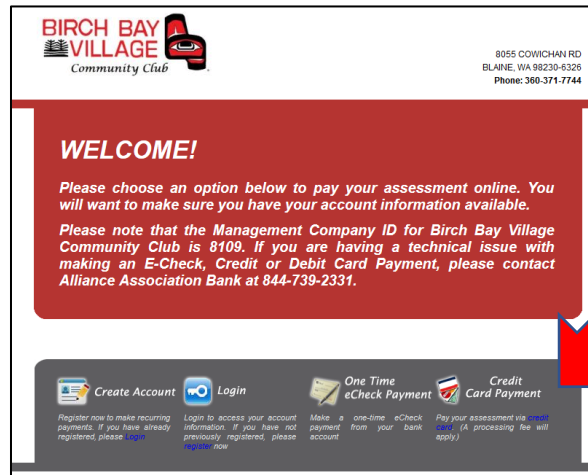 BIRCH BAY
VILLAGE
Community Club
8055 COWICHAN RD
BLAINE, WA 98230-6326
Phone: 360-371-7744
WELCOME!
Please choose an option below to pay your assessment online. You
will want to make sure you have your account information available.
Please note that the Management Company ID for Birch Bay Village
Community Club is 8109. If you are having a technical issue with
making an E-Check, Credit or Debit Card Payment, please contact
Alliance Association Bank at 844-739-2331.
Create Account
Register now to make recurring
payments. If you have already
registered, please Login
Login
Login to access your account
information. If you have not
previously registered, please
register now
One Time
eCheck Payment
Make a one-time eCheck
payment from your bank
account
Credit
Card Payment
Pay your assessment via credit
card. (A processing fee will
apply.)